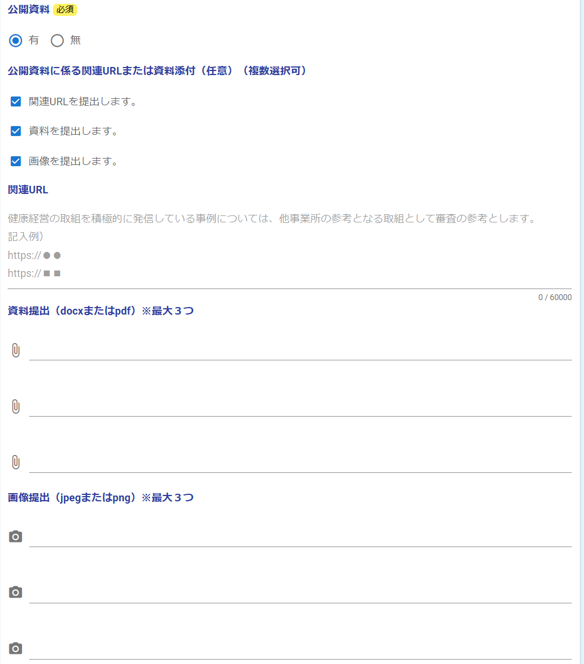 公開資料 必須
有 無
公開資料に係る関連URLまたは資料添付（任意）（複数選択可）
関連URLを提出します。
資料を提出します。
画像を提出します。
関連URL
健康経営の取組を積極的に発信している事例については、他事業所の参考となる取組として審査の参考とします。
記入例）
https://●●
https://■■
0 / 60000
資料提出（docxまたはpdf）※最大３つ
画像提出（jpegまたはpng）※最大３つ